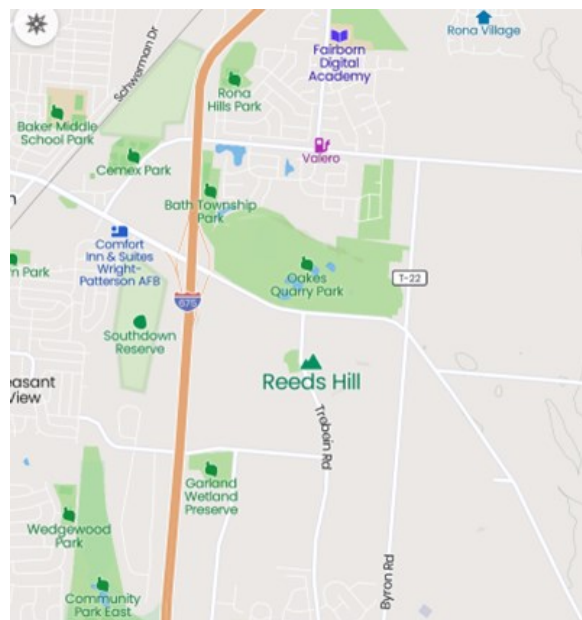 Rona Village
Fairborn
Digital
Academy
Schwerman Dr
Rona
Hills Park
Baker Middle
School Park
Valero
Cemex Park
Bath Township
Park
Comfort
Inn & Suites
Wright-
Patterson AFB
n Park
Oakes
Quarry Park
T-22
675
Southdown
Reserve
Reeds Hill
easant
View
Trebein Rd
Garland
Wetland
Preserve
Wedgewood
Park
Byron Rd
Community
Park East